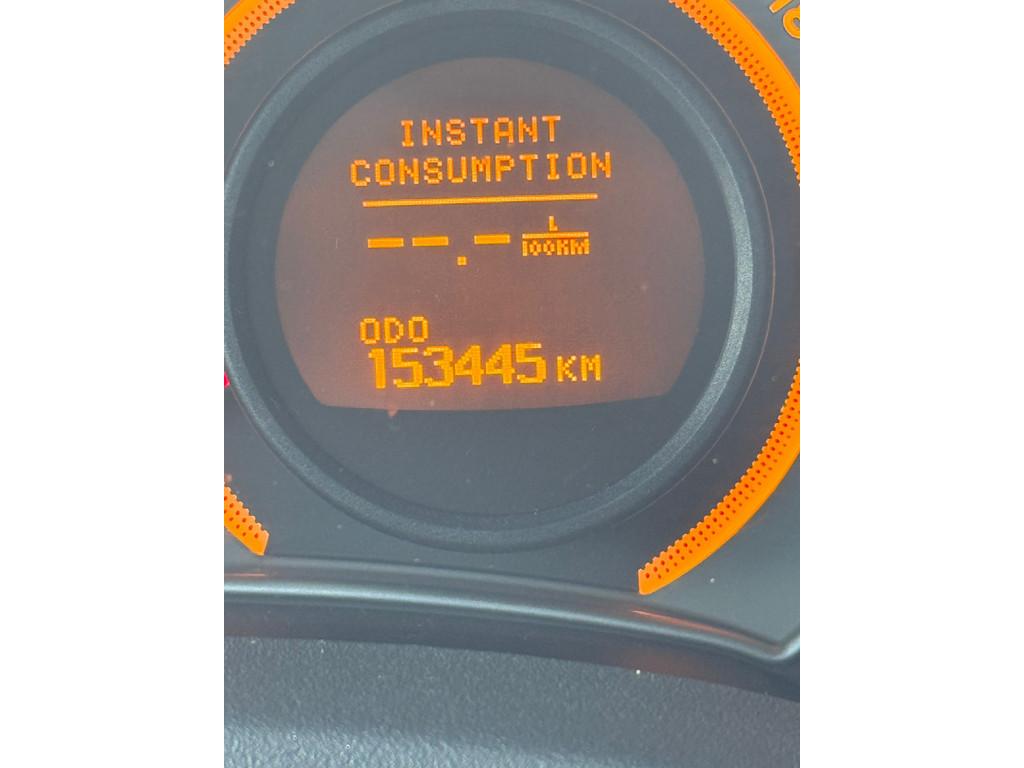 INSTANT
CONSUMPTION
--.- L/100KM
ODO
153445 KM